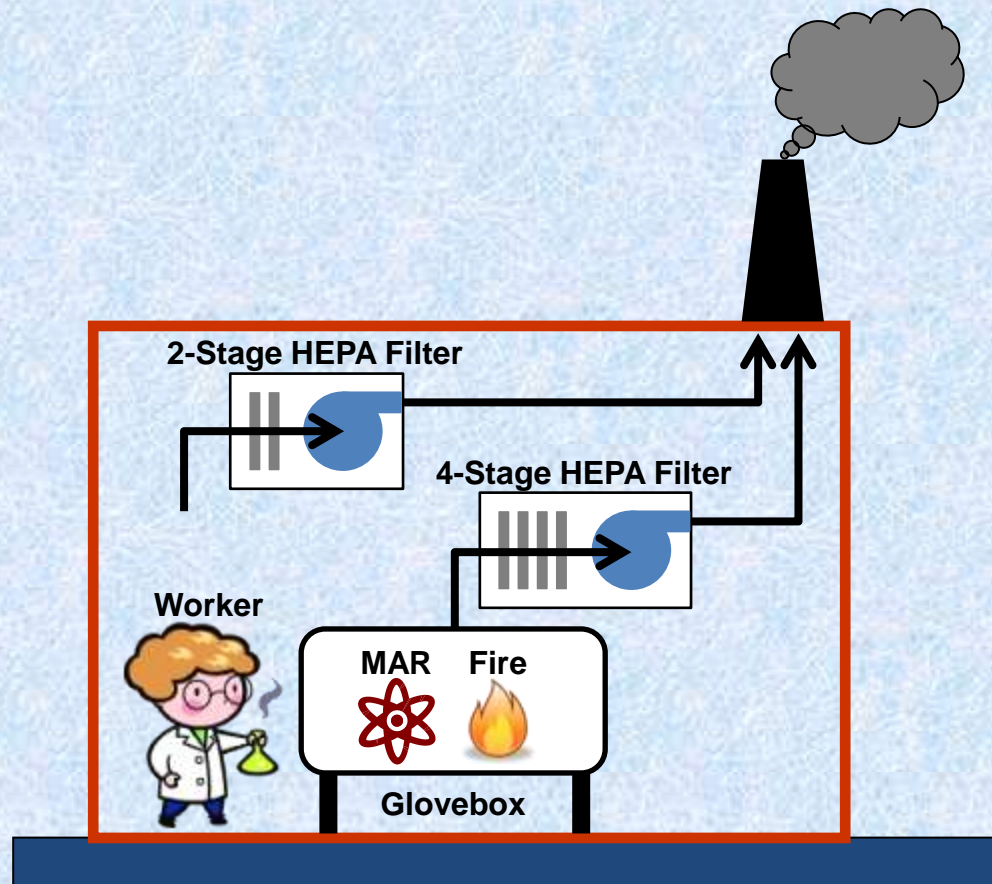 2-Stage HEPA Filter
4-Stage HEPA Filter
Worker
MAR Fire
Glovebox